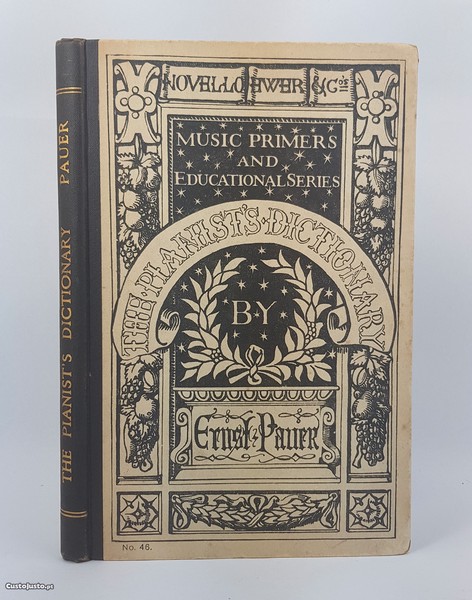 THE PIANIST'S DICTIONARY PAUER
NOVELLO EWER & CO'S
MUSIC PRIMERS
AND
EDUCATIONAL SERIES
THE·PIANIST'S·DICTIONARY
B·Y
Ernst Pauer
No. 46.
CustoJusto.pt